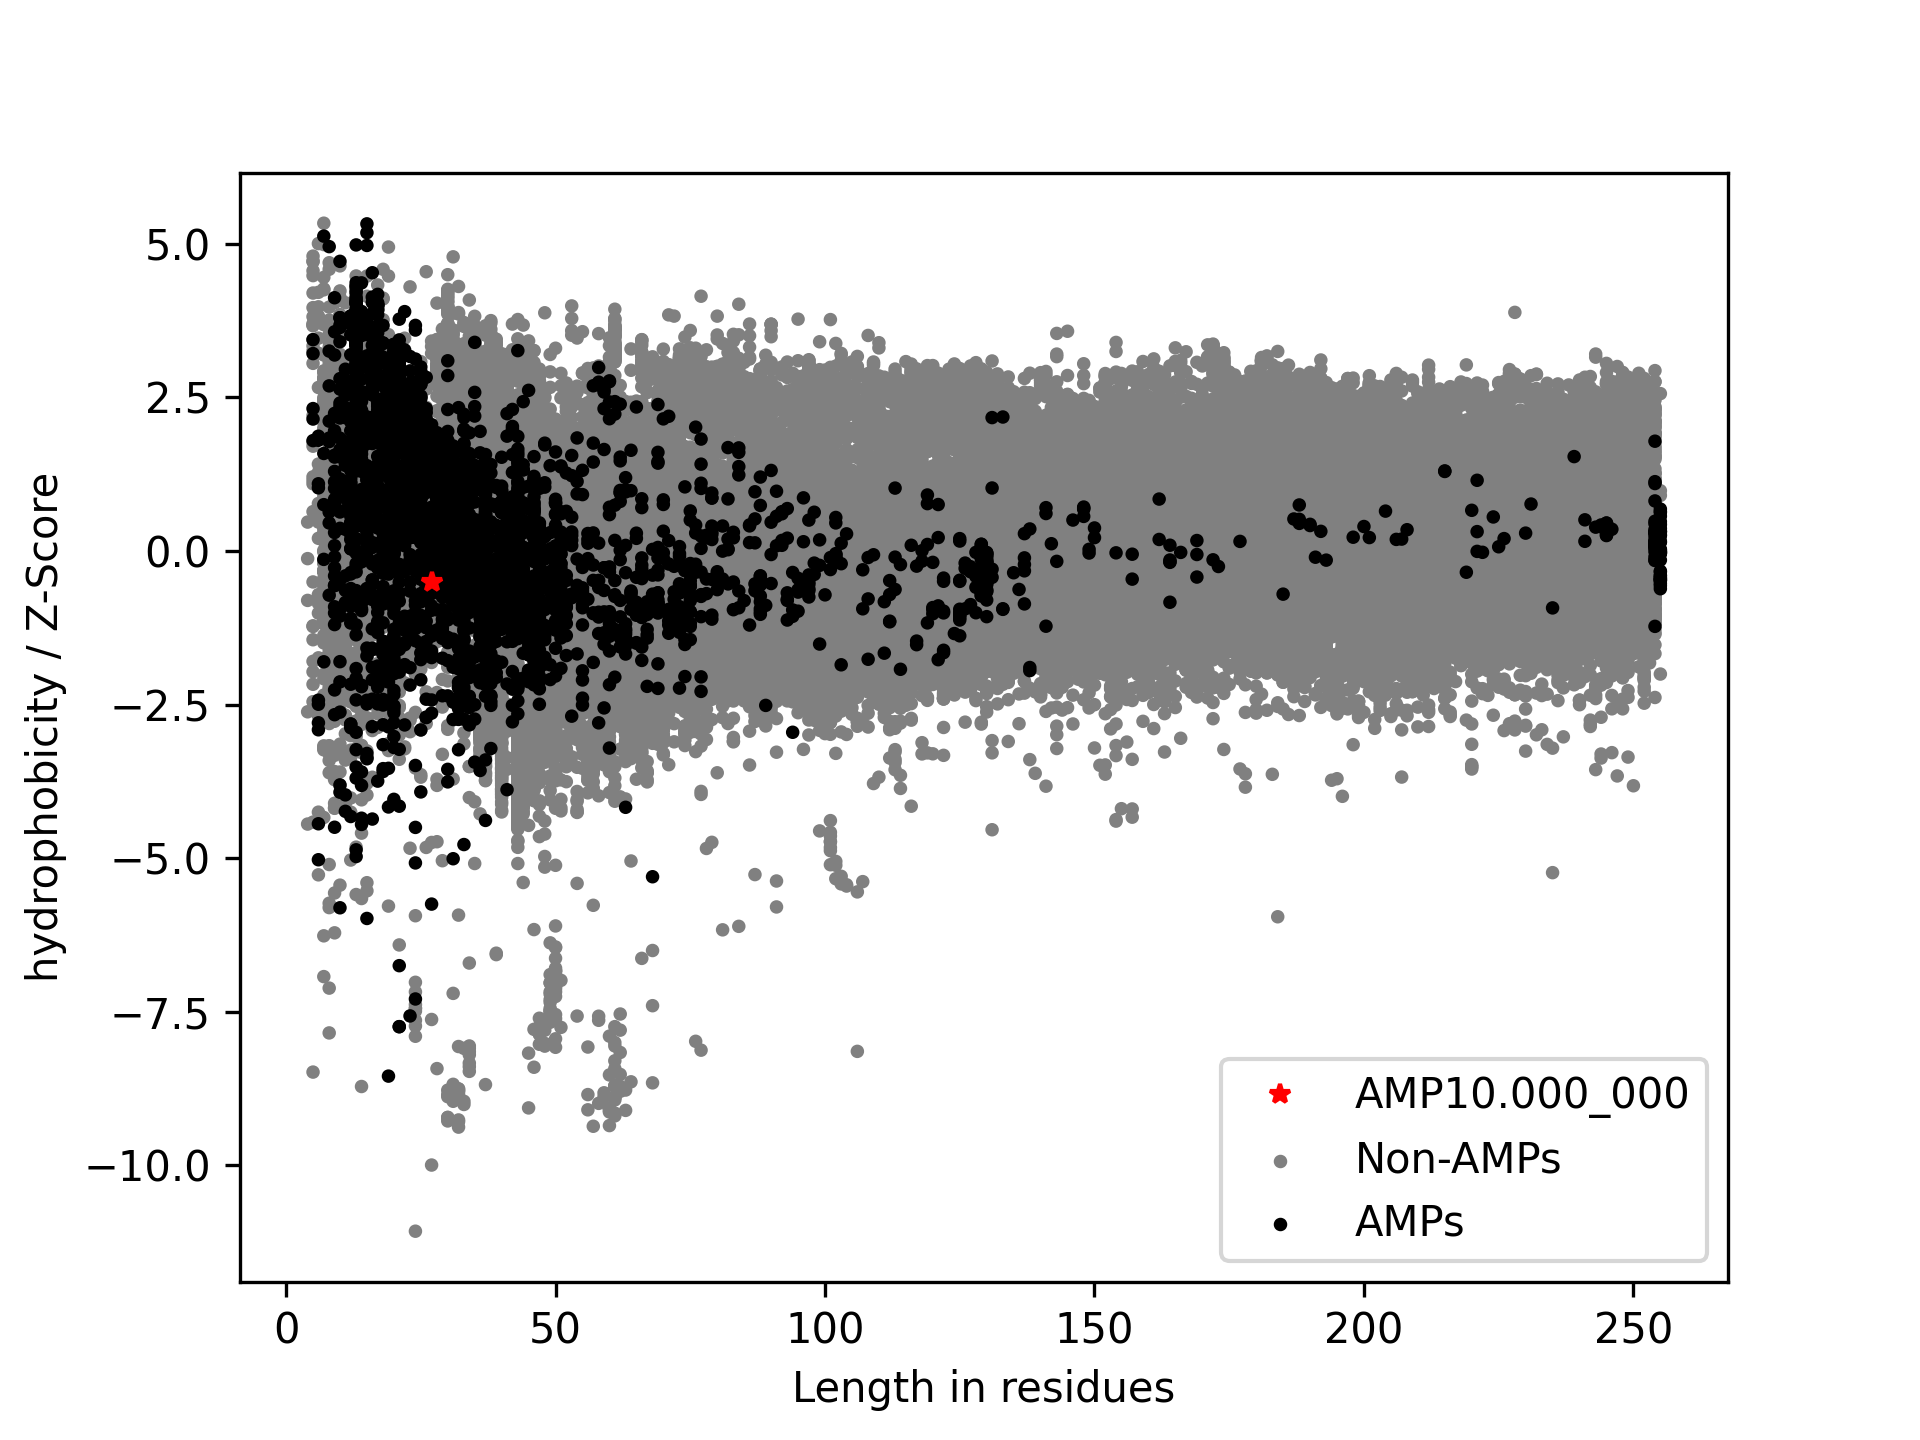 5.0
2.5
0.0
−2.5
−5.0
−7.5
−10.0
hydrophobicity / Z-Score
0 50 100 150 200 250
Length in residues
AMP10.000_000
Non-AMPs
AMPs